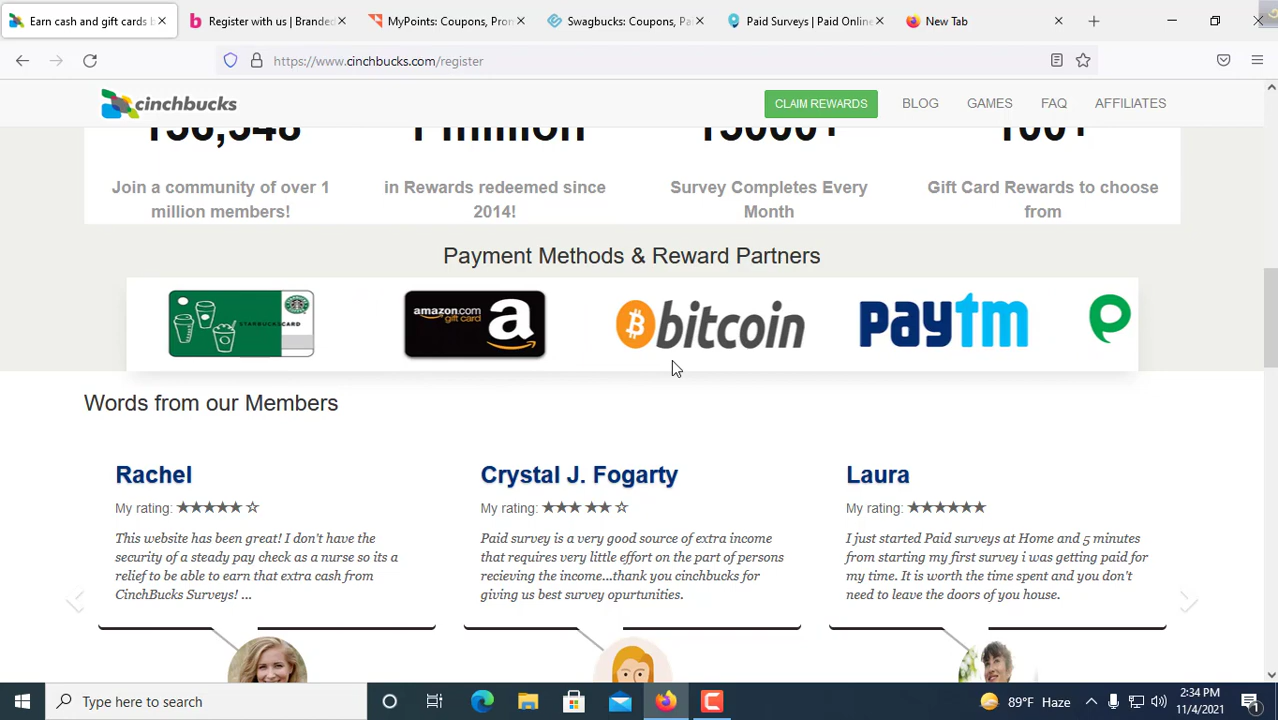 Earn cash and gift cards b
Register with us | Branded
MyPoints: Coupons, Pro
Swagbucks: Coupons, Pa
Paid Surveys | Paid Online
New Tab
https://www.cinchbucks.com/register
cinchbucks
CLAIM REWARDS
BLOG
GAMES
FAQ
AFFILIATES
1 million
15000+
100+
Join a community of over 1
million members!
in Rewards redeemed since
2014!
Survey Completes Every
Month
Gift Card Rewards to choose
from
Payment Methods & Reward Partners
STARBUCKS CARD
amazon.com
gift card
a
bitcoin
paytm
Words from our Members
Rachel
My rating: ★★★★★ ☆
This website has been great! I don't have the
security of a steady pay check as a nurse so its a
relief to be able to earn that extra cash from
CinchBucks Surveys! ...
Crystal J. Fogarty
My rating: ★★★ ★★ ☆
Paid survey is a very good source of extra income
that requires very little effort on the part of persons
recieving the income...thank you cinchbucks for
giving us best survey opurtunities.
Laura
My rating: ★★★★★★
I just started Paid surveys at Home and 5 minutes
from starting my first survey i was getting paid for
my time. It is worth the time spent and you don't
need to leave the doors of you house.
Type here to search
89°F Haze
2:34 PM
11/4/2021
1